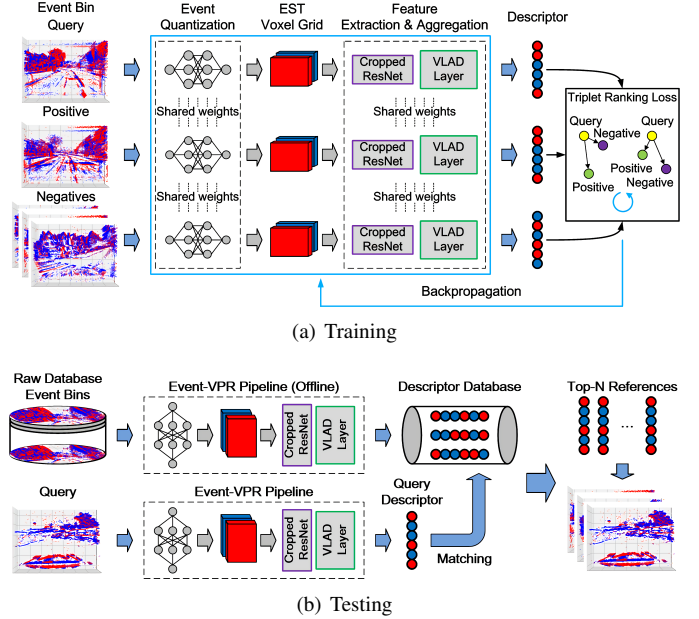 Event Bin
Query
Event
Quantization
EST
Voxel Grid
Feature
Extraction & Aggregation
Descriptor
Cropped
ResNet
VLAD
Layer
Shared weights
Shared weights
Triplet Ranking Loss
Query
Negative
Positive
Query
Positive
Negative
Positive
Cropped
ResNet
VLAD
Layer
Shared weights
Shared weights
Negatives
Cropped
ResNet
VLAD
Layer
Backpropagation
(a) Training
Raw Database
Event Bins
Event-VPR Pipeline (Offline)
Cropped
ResNet
VLAD
Layer
Descriptor Database
Top-N References
...
Query
Event-VPR Pipeline
Cropped
ResNet
VLAD
Layer
Query
Descriptor
Matching
(b) Testing